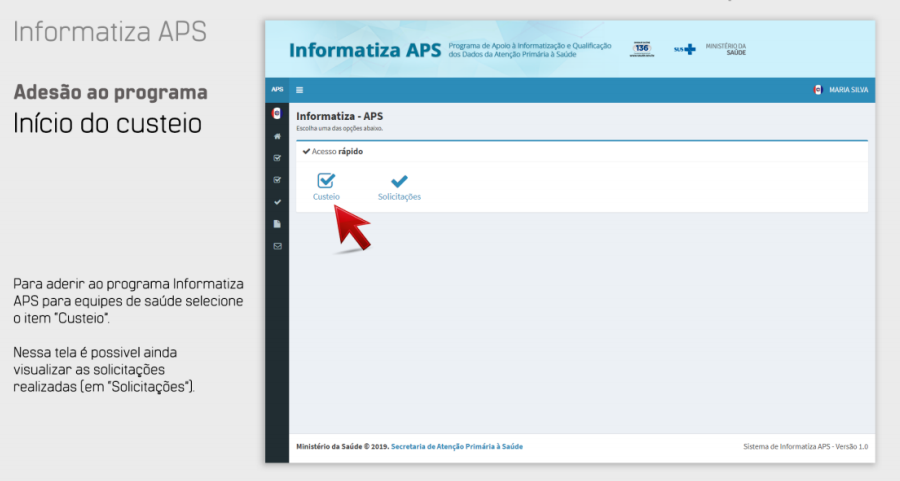 Informatiza APS
Adesão ao programa
Início do custeio
Para aderir ao programa Informatiza
APS para equipes de saúde selecione
o item "Custeio".
Nessa tela é possivel ainda
visualizar as solicitações
realizadas (em "Solicitações").
Informatiza APS
Programa de Apoio à Informatização e Qualificação
dos Dados da Atenção Primária à Saúde
136
SUS
MINISTÉRIO DA
SAÚDE
APS
MARIA SILVA
Informatiza - APS
Escolha uma das opções abaixo.
Acesso rápido
Custeio
Solicitações
Ministério da Saúde © 2019. Secretaria de Atenção Primária à Saúde
Sistema de Informatiza APS - Versão 1.0